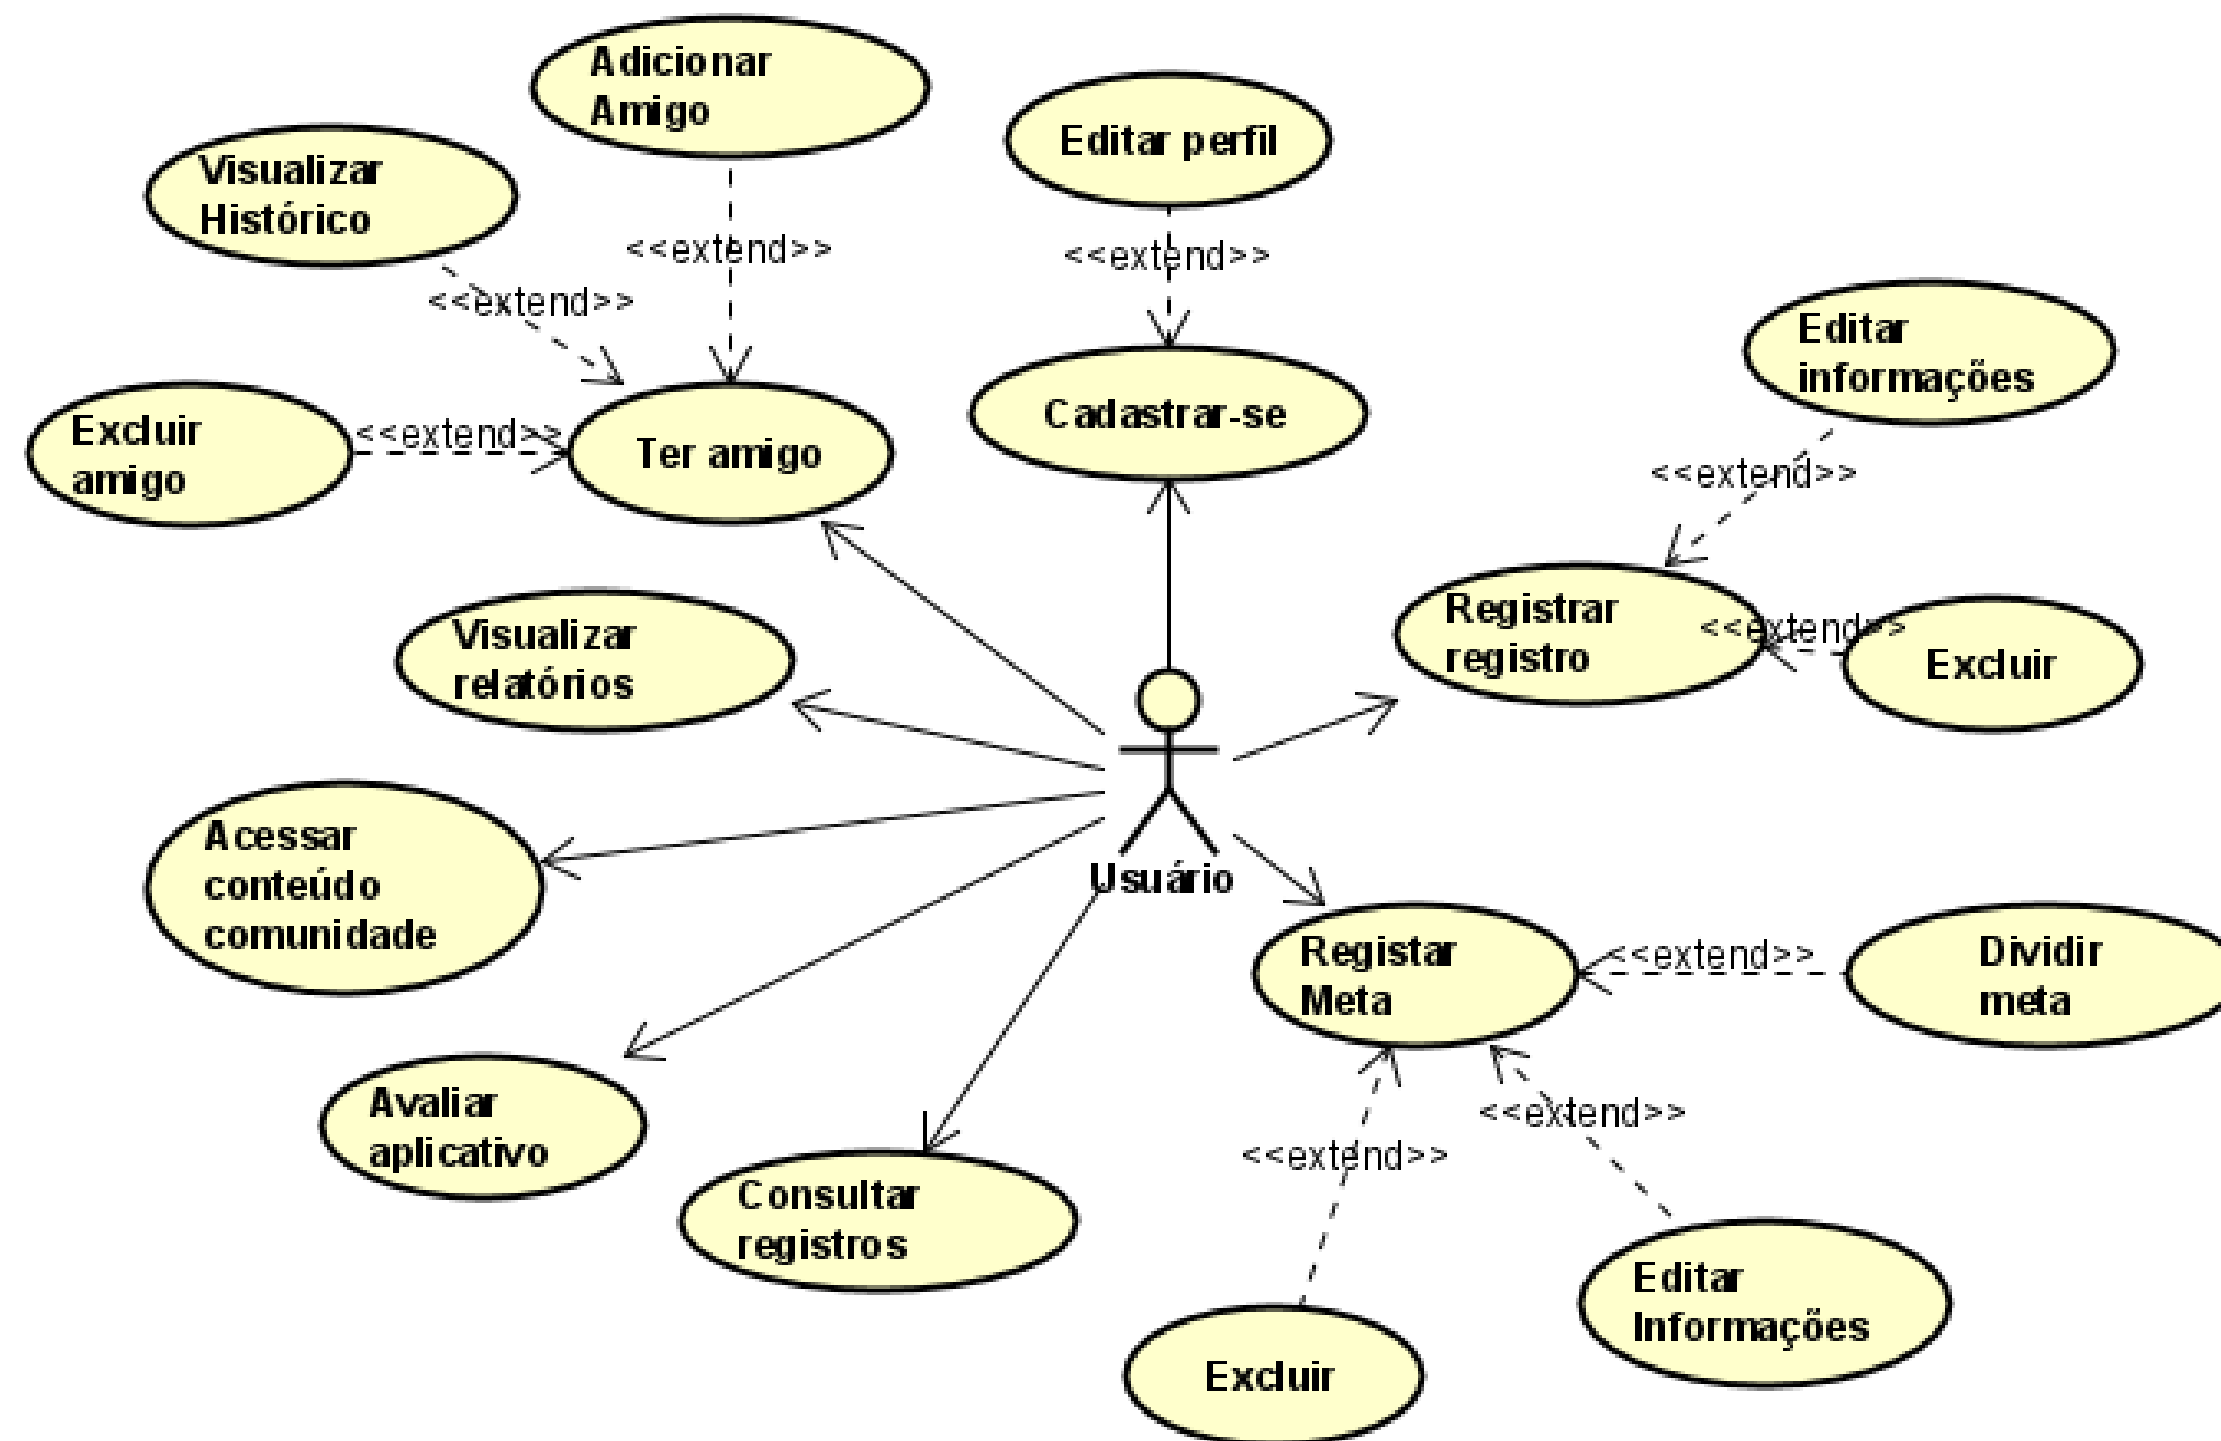 Adicionar
Amigo
Editar perfil
Visualizar
Histórico
<<extend>>
<<extend>>
<<extend>>
Editar
informações
Excluir
amigo
<<extend>>
Ter amigo
Cadastrar-se
<<extend>>
Visualizar
relatórios
Registrar
registro
<<extend>>
Excluir
Acessar
conteúdo
comunidade
Usuário
Registar
Meta
<<extend>>
Dividir
meta
Avaliar
aplicativo
<<extend>>
<<extend>>
Consultar
registros
Editar
Informações
Excluir